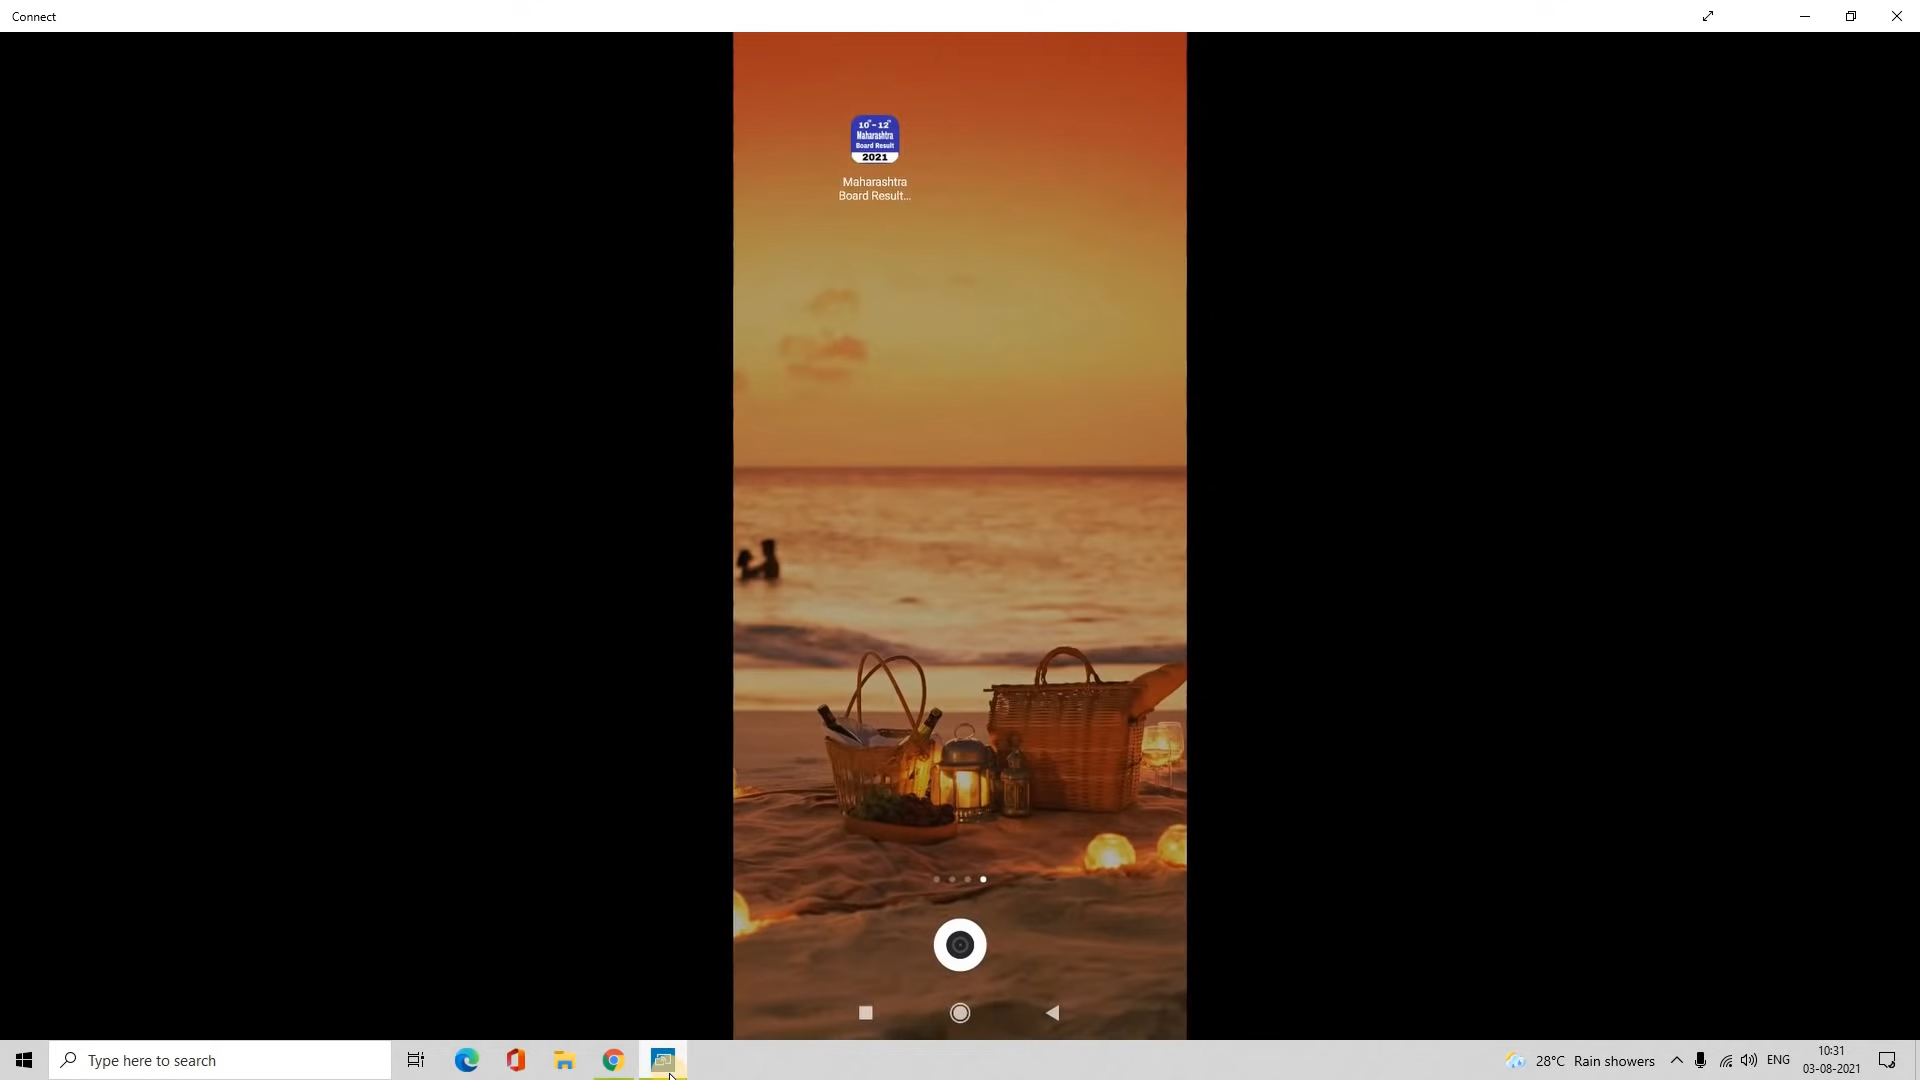 Connect
10th - 12th
Maharashtra
Board Result
2021
Maharashtra
Board Result...
Type here to search
28°C Rain showers
ENG
10:31
03-08-2021